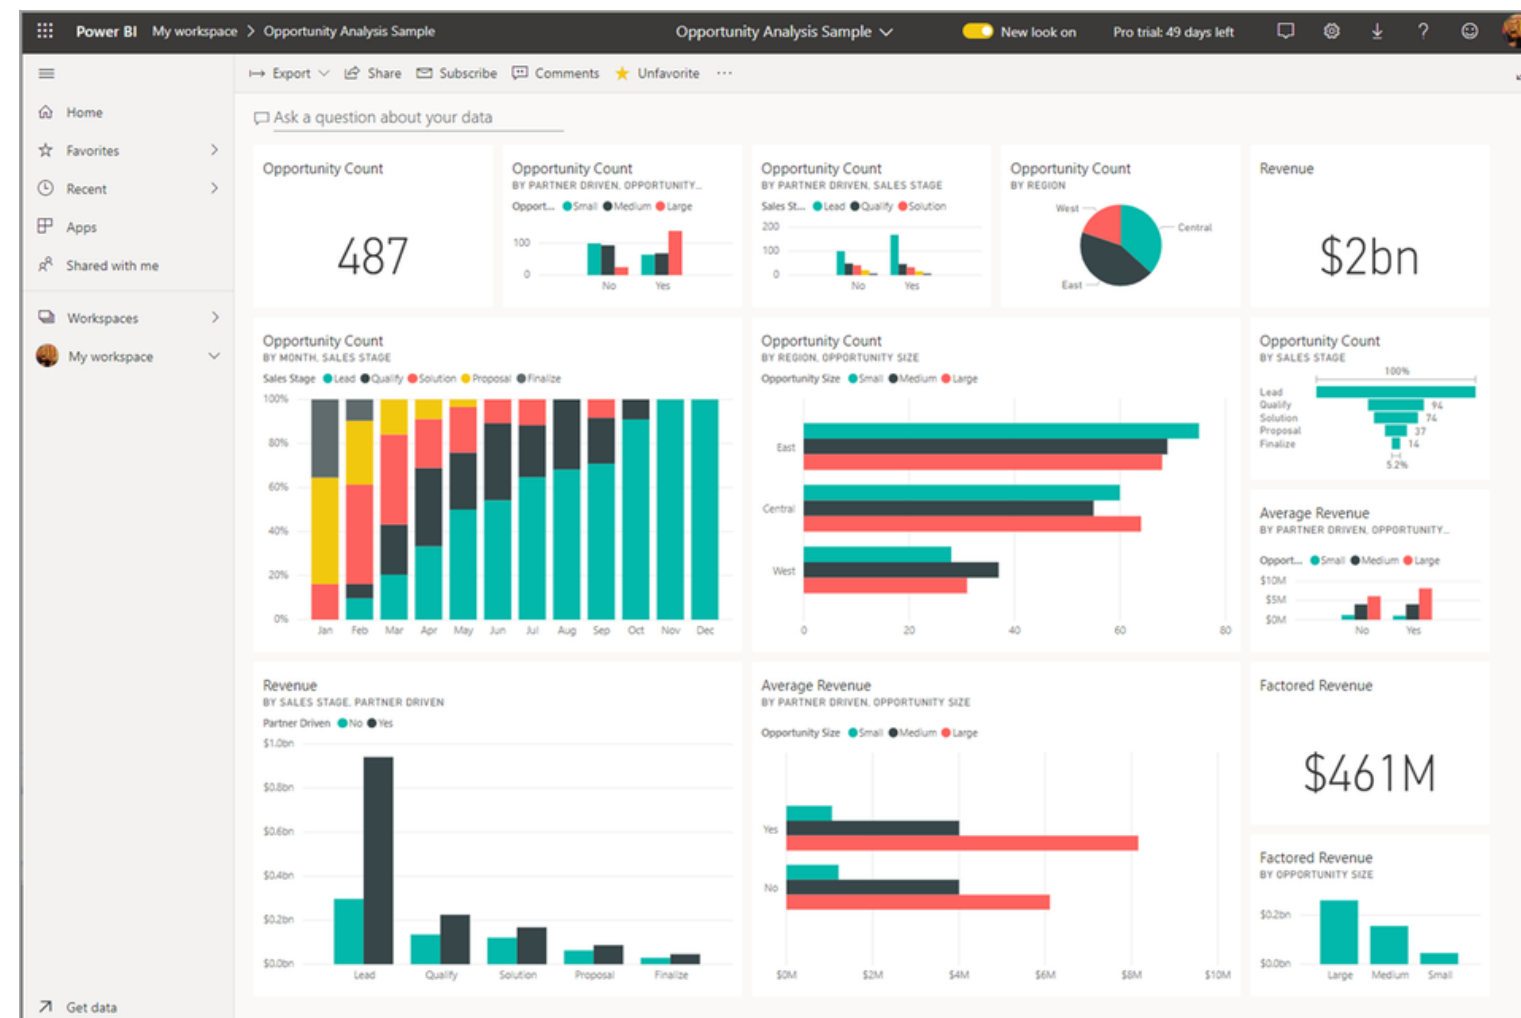 Power BI My workspace > Opportunity Analysis Sample
Opportunity Analysis Sample
New look on
Pro trial: 49 days left
Export Share Subscribe Comments Unfavorite ...
Home
Favorites
Recent
Apps
Shared with me
Workspaces
My workspace
Get data
Ask a question about your data
Opportunity Count
487
Opportunity Count
BY PARTNER DRIVEN, OPPORTUNITY...
Opport... Small Medium Large
100
0
No Yes
Opportunity Count
BY PARTNER DRIVEN, SALES STAGE
Sales St... Lead Qualify Solution
200
100
0
No Yes
Opportunity Count
BY REGION
West
Central
East
Revenue
$2bn
Opportunity Count
BY MONTH, SALES STAGE
Sales Stage Lead Qualify Solution Proposal Finalize
100%
80%
60%
40%
20%
0%
Jan Feb Mar Apr May Jun Jul Aug Sep Oct Nov Dec
Opportunity Count
BY REGION, OPPORTUNITY SIZE
Opportunity Size Small Medium Large
East
Central
West
0 20 40 60 80
Opportunity Count
BY SALES STAGE
100%
Lead
Qualify 94
Solution 74
Proposal 37
Finalize 14
5.2%
Average Revenue
BY PARTNER DRIVEN, OPPORTUNITY...
Opport... Small Medium Large
$10M
$5M
$0M
No Yes
Revenue
BY SALES STAGE, PARTNER DRIVEN
Partner Driven No Yes
$1.0bn
$0.8bn
$0.6bn
$0.4bn
$0.2bn
$0.0bn
Lead Qualify Solution Proposal Finalize
Average Revenue
BY PARTNER DRIVEN, OPPORTUNITY SIZE
Opportunity Size Small Medium Large
Yes
No
$0M $2M $4M $6M $8M $10M
Factored Revenue
$461M
Factored Revenue
BY OPPORTUNITY SIZE
$0.2bn
$0.0bn
Large Medium Small